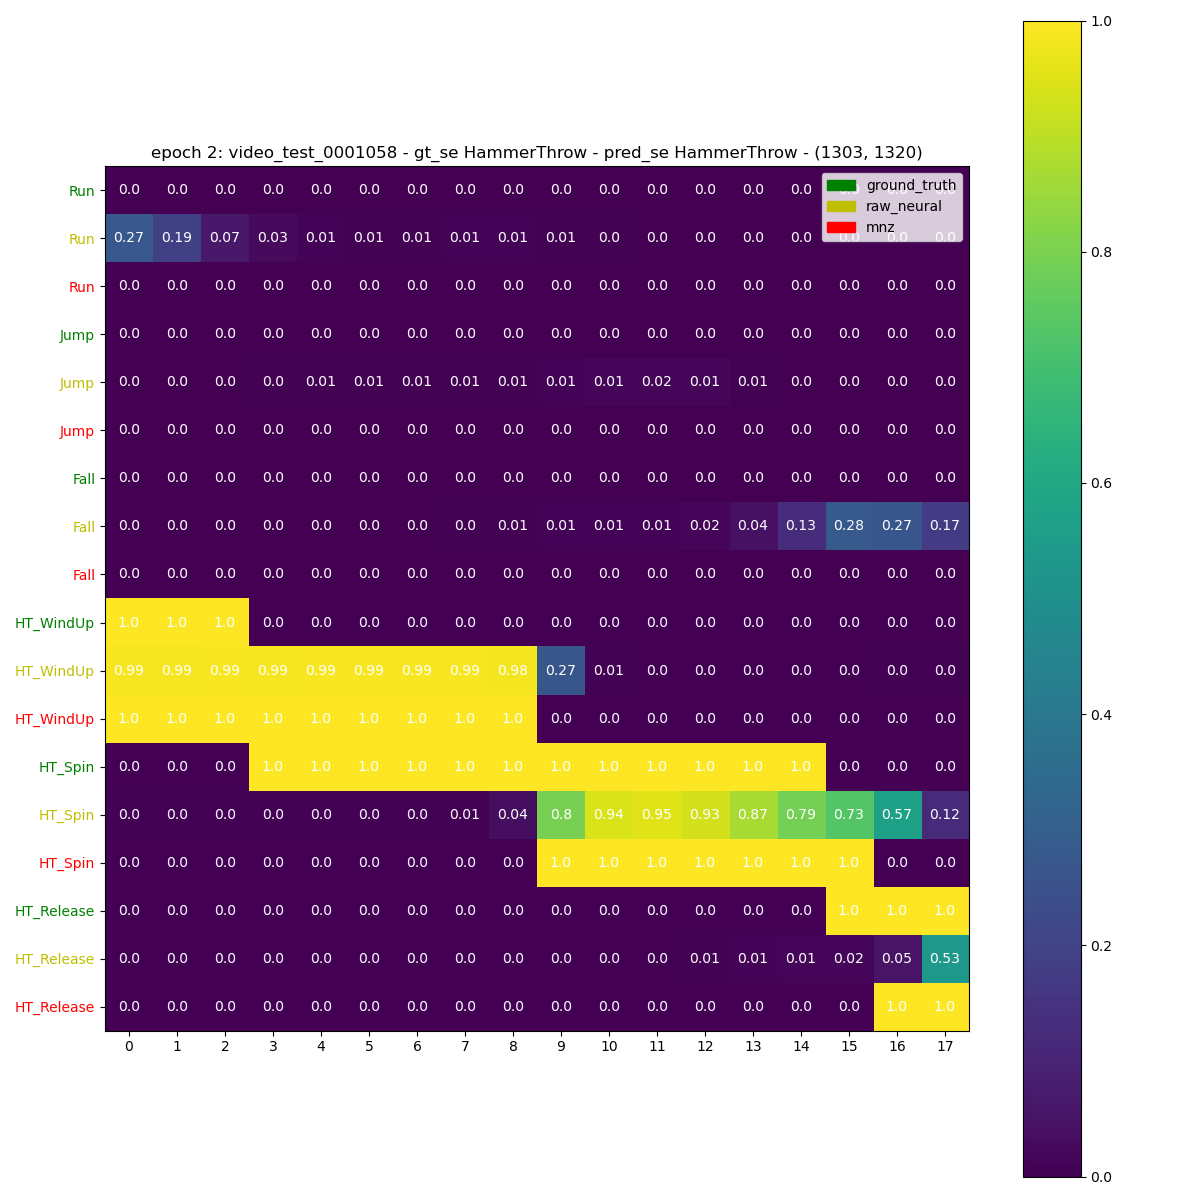 epoch 2: video_test_0001058 - gt_se HammerThrow - pred_se HammerThrow - (1303, 1320)
ground_truth
raw_neural
mnz
Run 0.0 0.0 0.0 0.0 0.0 0.0 0.0 0.0 0.0 0.0 0.0 0.0 0.0 0.0 0.0 0.0
Run 0.27 0.19 0.07 0.03 0.01 0.01 0.01 0.01 0.01 0.01 0.0 0.0 0.0 0.0 0.0 0.0 0.0 0.0
Run 0.0 0.0 0.0 0.0 0.0 0.0 0.0 0.0 0.0 0.0 0.0 0.0 0.0 0.0 0.0 0.0 0.0 0.0
Jump 0.0 0.0 0.0 0.0 0.0 0.0 0.0 0.0 0.0 0.0 0.0 0.0 0.0 0.0 0.0 0.0 0.0 0.0
Jump 0.0 0.0 0.0 0.0 0.01 0.01 0.01 0.01 0.01 0.01 0.01 0.02 0.01 0.01 0.0 0.0 0.0 0.0
Jump 0.0 0.0 0.0 0.0 0.0 0.0 0.0 0.0 0.0 0.0 0.0 0.0 0.0 0.0 0.0 0.0 0.0 0.0
Fall 0.0 0.0 0.0 0.0 0.0 0.0 0.0 0.0 0.0 0.0 0.0 0.0 0.0 0.0 0.0 0.0 0.0 0.0
Fall 0.0 0.0 0.0 0.0 0.0 0.0 0.0 0.0 0.01 0.01 0.01 0.01 0.02 0.04 0.13 0.28 0.27 0.17
Fall 0.0 0.0 0.0 0.0 0.0 0.0 0.0 0.0 0.0 0.0 0.0 0.0 0.0 0.0 0.0 0.0 0.0 0.0
HT_WindUp 1.0 1.0 1.0 0.0 0.0 0.0 0.0 0.0 0.0 0.0 0.0 0.0 0.0 0.0 0.0 0.0 0.0 0.0
HT_WindUp 0.99 0.99 0.99 0.99 0.99 0.99 0.99 0.99 0.98 0.27 0.01 0.0 0.0 0.0 0.0 0.0 0.0 0.0
HT_WindUp 1.0 1.0 1.0 1.0 1.0 1.0 1.0 1.0 1.0 0.0 0.0 0.0 0.0 0.0 0.0 0.0 0.0 0.0
HT_Spin 0.0 0.0 0.0 1.0 1.0 1.0 1.0 1.0 1.0 1.0 1.0 1.0 1.0 1.0 1.0 0.0 0.0 0.0
HT_Spin 0.0 0.0 0.0 0.0 0.0 0.0 0.0 0.01 0.04 0.8 0.94 0.95 0.93 0.87 0.79 0.73 0.57 0.12
HT_Spin 0.0 0.0 0.0 0.0 0.0 0.0 0.0 0.0 0.0 1.0 1.0 1.0 1.0 1.0 1.0 1.0 0.0 0.0
HT_Release 0.0 0.0 0.0 0.0 0.0 0.0 0.0 0.0 0.0 0.0 0.0 0.0 0.0 0.0 0.0 1.0 1.0 1.0
HT_Release 0.0 0.0 0.0 0.0 0.0 0.0 0.0 0.0 0.0 0.0 0.0 0.0 0.01 0.01 0.01 0.02 0.05 0.53
HT_Release 0.0 0.0 0.0 0.0 0.0 0.0 0.0 0.0 0.0 0.0 0.0 0.0 0.0 0.0 0.0 0.0 1.0 1.0
0 1 2 3 4 5 6 7 8 9 10 11 12 13 14 15 16 17
1.0
0.8
0.6
0.4
0.2
0.0